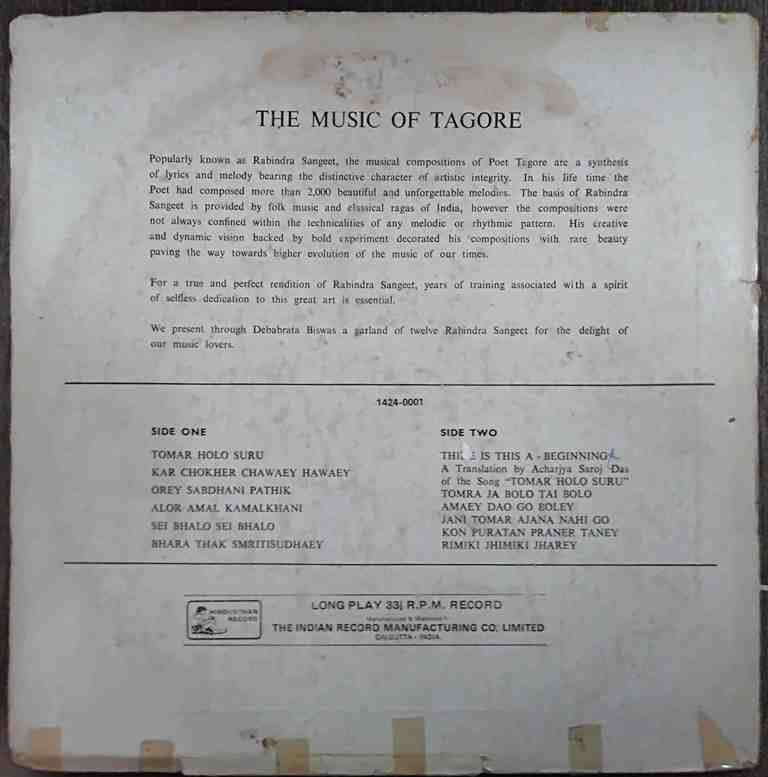 THE MUSIC OF TAGORE
Popularly known as Rabindra Sangeet, the musical compositions of Poet Tagore are a synthesis
of lyrics and melody bearing the distinctive character of artistic integrity. In his life time the
Poet had composed more than 2,000 beautiful and unforgettable melodies. The basis of Rabindra
Sangeet is provided by folk music and classical ragas of India, however the compositions were
not always confined within the technicalities of any melodic or rhythmic pattern. His creative
and dynamic vision backed by bold experiment decorated his compositions with rare beauty
paving the way towards higher evolution of the music of our times.
For a true and perfect rendition of Rabindra Sangeet, years of training associated with a spirit
of selfless dedication to this great art is essential.
We present through Debabrata Biswas a garland of twelve Rabindra Sangeet for the delight of
our music lovers.
1424-0001
SIDE ONE
TOMAR HOLO SURU
KAR CHOKHER CHAWAEY HAWAEY
OREY SABDHANI PATHIK
ALOR AMAL KAMALKHANI
SEI BHALO SEI BHALO
BHARA THAK SMRITISUDHAEY
SIDE TWO
IS THIS A - BEGINNING
A Translation by Acharjya Saroj Das
of the Song "TOMAR HOLO SURU"
TOMRA JA BOLO TAI BOLO
AMAEY DAO GO BOLEY
JANI TOMAR AJANA NAHI GO
KON PURATAN PRANER TANEY
RIMIKI JHIMIKI JHAREY
HINDUSTHAN
RECORD
LONG PLAY 33⅓ R.P.M. RECORD
THE INDIAN RECORD MANUFACTURING CO. LIMITED
CALCUTTA - INDIA